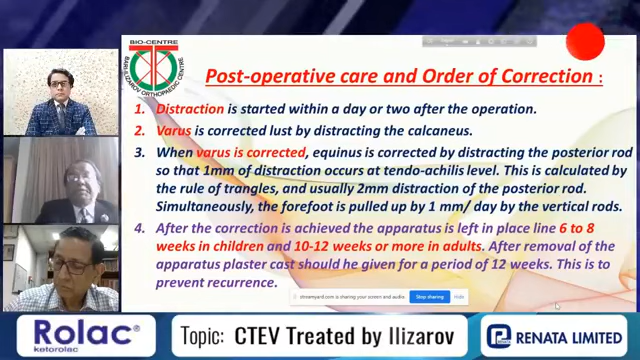 BIO-CENTRE
BARI-ILIZAROV ORTHOPAEDIC CENTRE
Post-operative care and Order of Correction :
1. Distraction is started within a day or two after the operation.
2. Varus is corrected lust by distracting the calcaneus.
3. When varus is corrected, equinus is corrected by distracting the posterior rod
so that 1mm of distraction occurs at tendo-achilis level. This is calculated by
the rule of trangles, and usually 2mm distraction of the posterior rod.
Simultaneously, the forefoot is pulled up by 1 mm/ day by the vertical rods.
4. After the correction is achieved the apparatus is left in place line 6 to 8
weeks in children and 10-12 weeks or more in adults. After removal of the
apparatus plaster cast should he given for a period of 12 weeks. This is to
prevent recurrence.
streamyard.com is sharing your screen and audio. Stop sharing Hide
Rolac®
ketorolac
Topic: CTEV Treated by Ilizarov
RENATA LIMITED